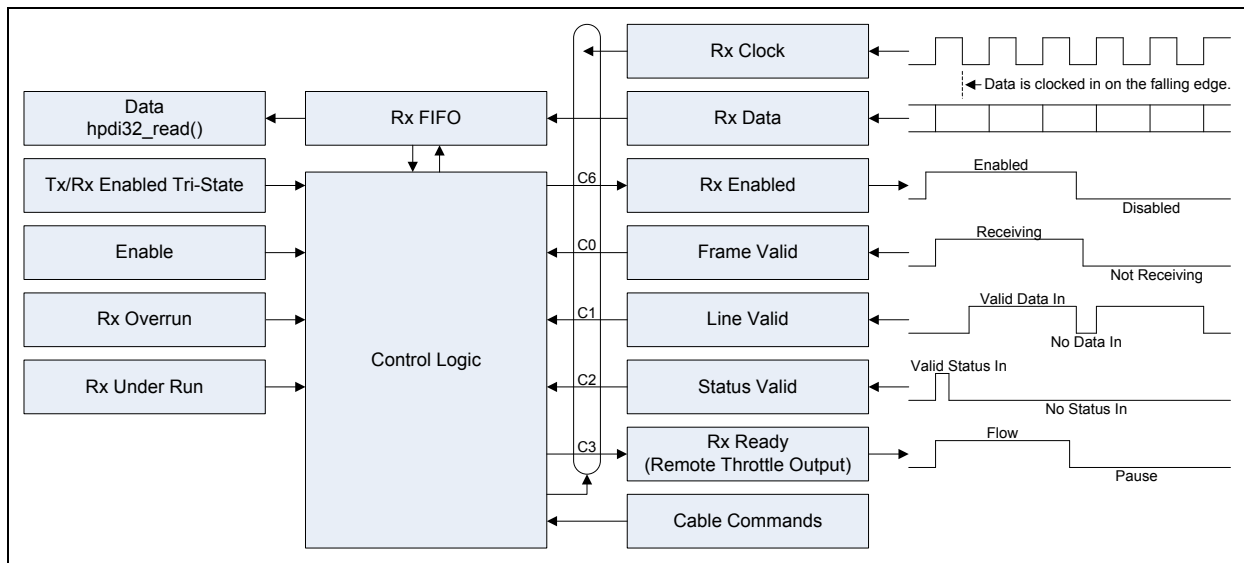 Rx Clock
Data is clocked in on the falling edge.
Data
hpdi32_read()
Rx FIFO
Rx Data
Tx/Rx Enabled Tri-State
C6
Rx Enabled
Enabled
Disabled
Enable
C0
Frame Valid
Receiving
Not Receiving
Rx Overrun
C1
Line Valid
Valid Data In
No Data In
Control Logic
Rx Under Run
C2
Status Valid
Valid Status In
No Status In
C3
Rx Ready
(Remote Throttle Output)
Flow
Pause
Cable Commands